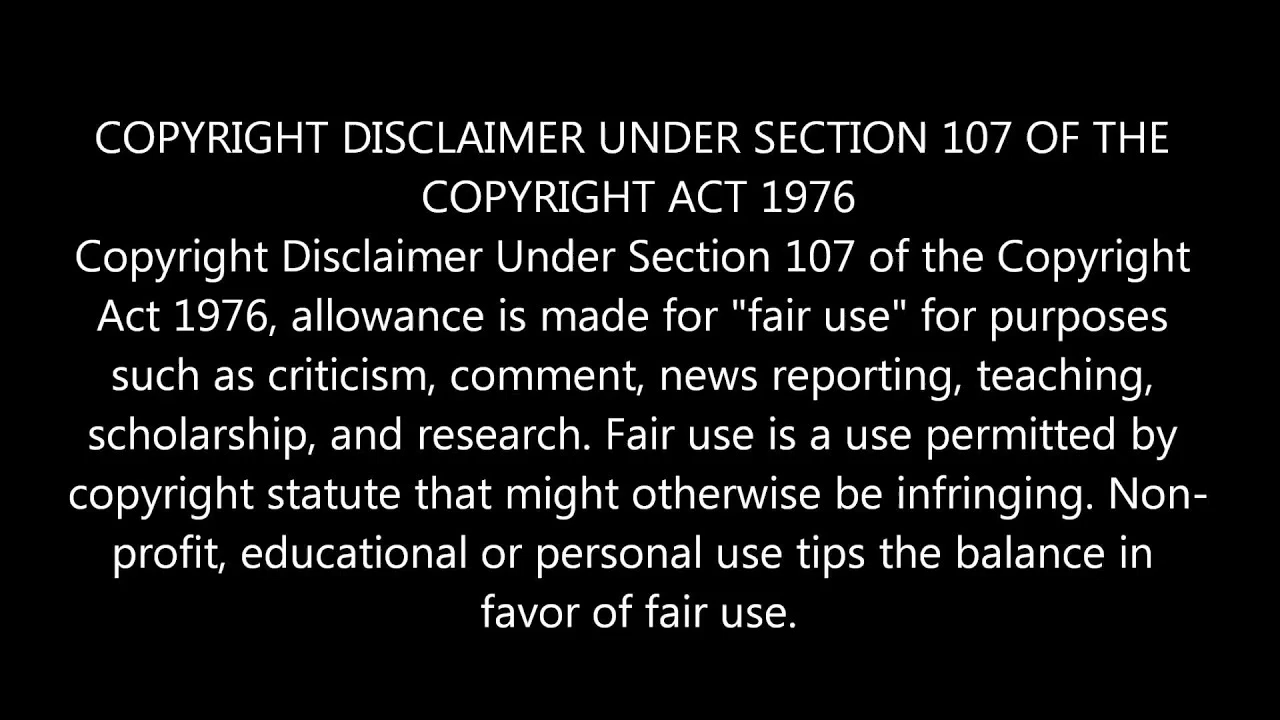 COPYRIGHT DISCLAIMER UNDER SECTION 107 OF THE
COPYRIGHT ACT 1976
Copyright Disclaimer Under Section 107 of the Copyright
Act 1976, allowance is made for "fair use" for purposes
such as criticism, comment, news reporting, teaching,
scholarship, and research. Fair use is a use permitted by
copyright statute that might otherwise be infringing. Non-
profit, educational or personal use tips the balance in
favor of fair use.